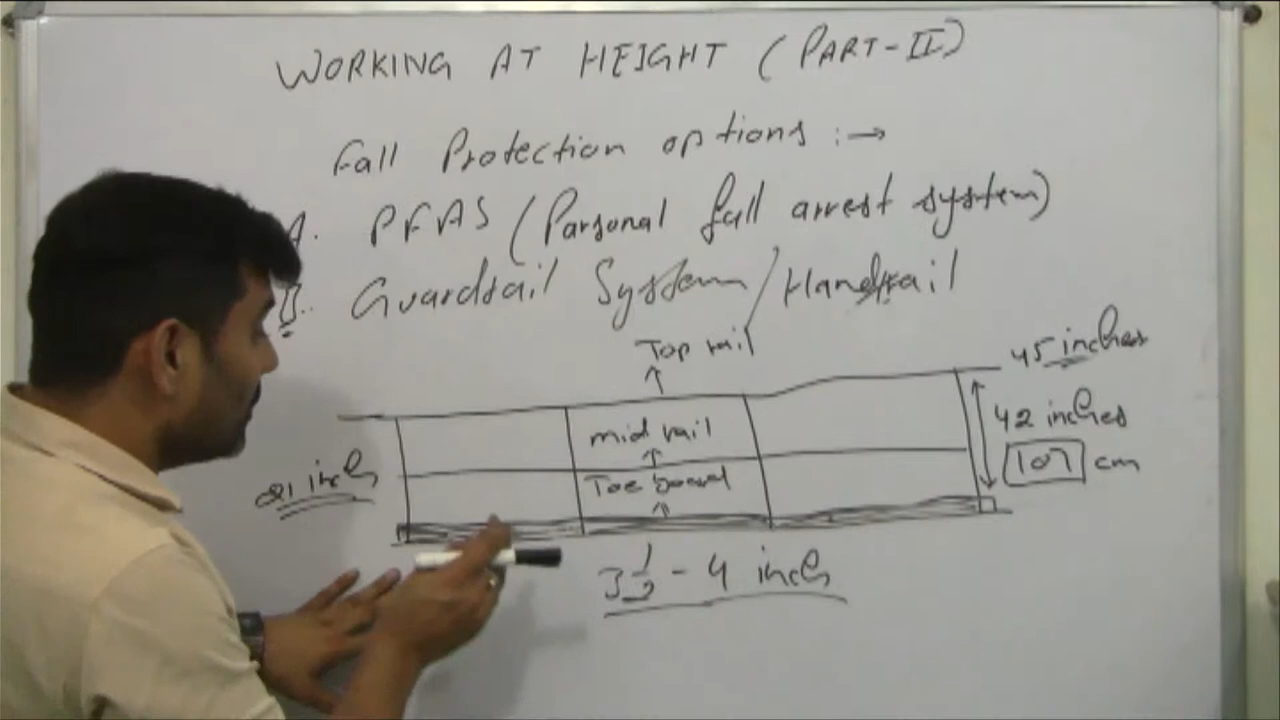 WORKING AT HEIGHT (PART-II)
Fall Protection options :→
A. PFAS (Parsonal fall arrest system)
B. Guardrail System/Handrail
Top rail
45 inches
mid rail
42 inches
Toe board
107 cm
21 inch
3 1/2 - 4 inch